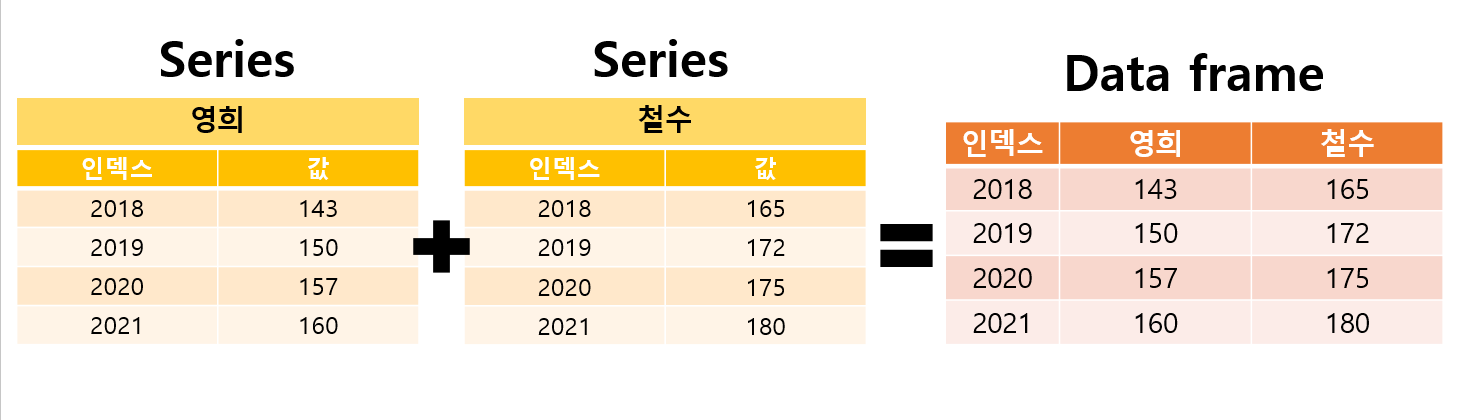 Series
영희
인덱스 값
2018 143
2019 150
2020 157
2021 160
Series
철수
인덱스 값
2018 165
2019 172
2020 175
2021 180
Data frame
인덱스 영희 철수
2018 143 165
2019 150 172
2020 157 175
2021 160 180